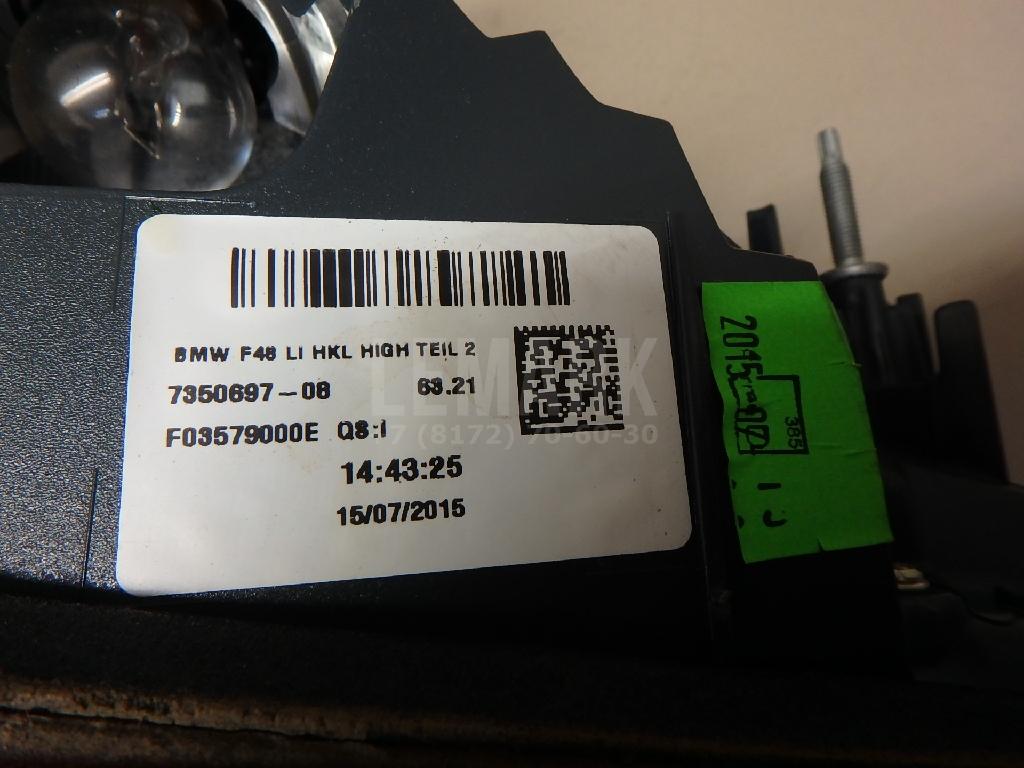 BMW F48 LI HKL HIGH TEIL 2
7350697-08 63.21
F03579000E QS:I
14:43:25
15/07/2015
LEMARK
+7 (8172) 70-60-30
2015
385